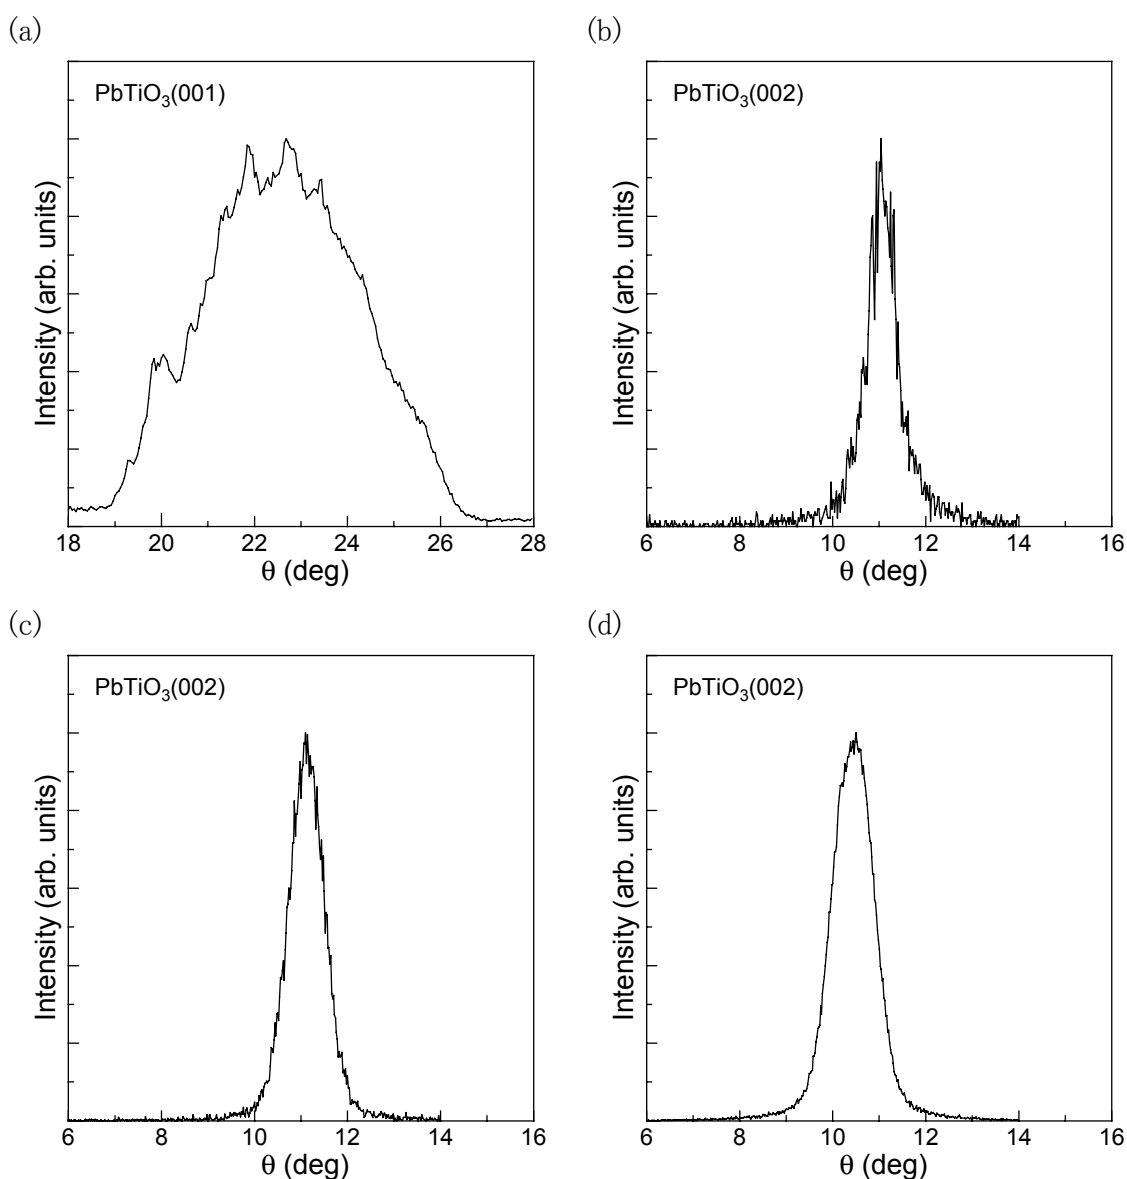 (a)
PbTiO₃(001)
Intensity (arb. units)
18 20 22 24 26 28
θ (deg)
(b)
PbTiO₃(002)
Intensity (arb. units)
6 8 10 12 14 16
θ (deg)
(c)
PbTiO₃(002)
Intensity (arb. units)
6 8 10 12 14 16
θ (deg)
(d)
PbTiO₃(002)
Intensity (arb. units)
6 8 10 12 14 16
θ (deg)